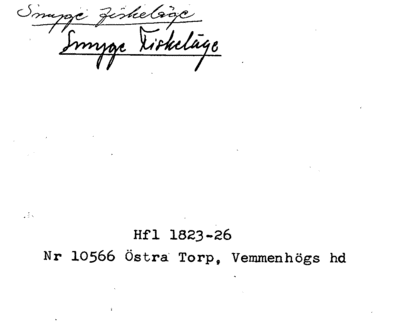 Smyge Fiskeläge
Smyge Fiskeläge
Hfl 1823-26
Nr 10566 Östra Torp, Vemmenhögs hd